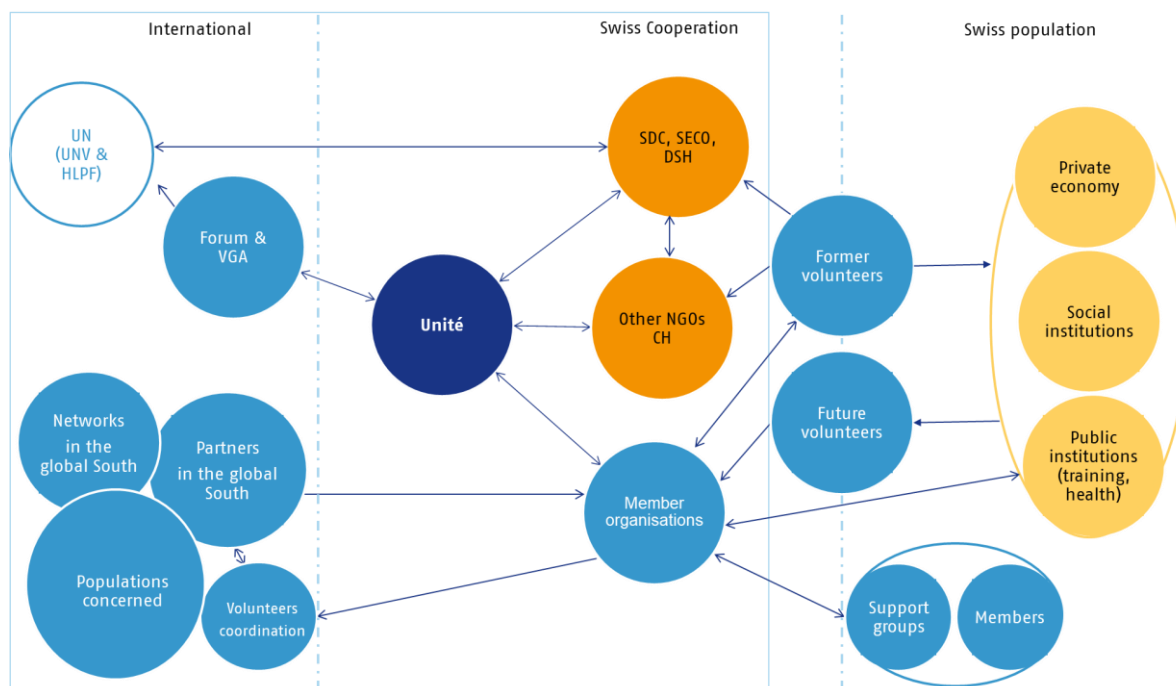 International
Swiss Cooperation
Swiss population
UN
(UNV &
HLPF)
SDC, SECO,
DSH
Private
economy
Forum &
VGA
Former
volunteers
Unité
Other NGOs
CH
Social
institutions
Networks
in the
global South
Partners
in the global
South
Future
volunteers
Public
institutions
(training,
health)
Member
organisations
Populations
concerned
Volunteers
coordination
Support
groups
Members